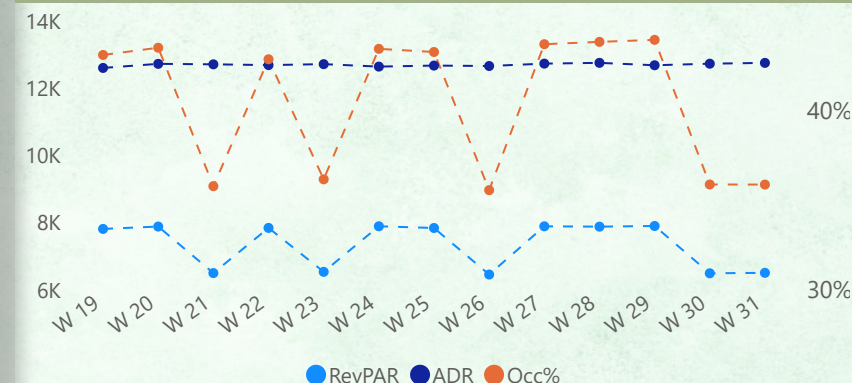 14K
12K
40%
10K
8K
6K
30%
W 19
W 20
W 21
W 22
W 23
W 24
W 25
W 26
W 27
W 28
W 29
W 30
W 31
RevPAR ADR Occ%